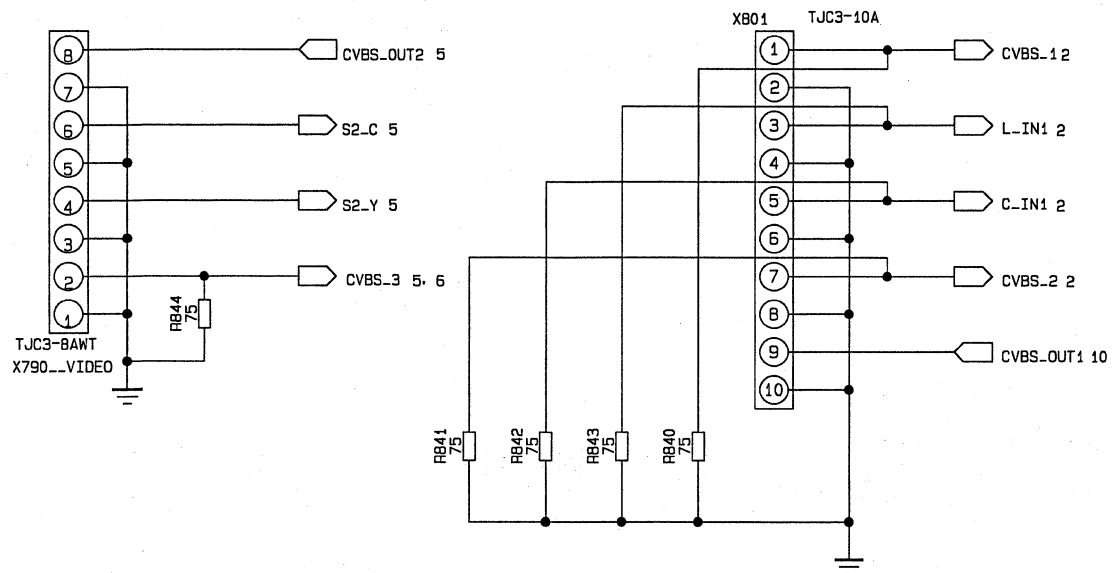 X801 TJC3-10A
8 CVBS_OUT2 5
7
6 S2_C 5
5
4 S2_Y 5
3
2 CVBS_3 5, 6
1
R844 75
TJC3-8AWT
X790__VIDEO
1 CVBS_1 2
2
3 L_IN1 2
4
5 C_IN1 2
6
7 CVBS_2 2
8
9 CVBS_OUT1 10
10
R841 75
R842 75
R843 75
R840 75